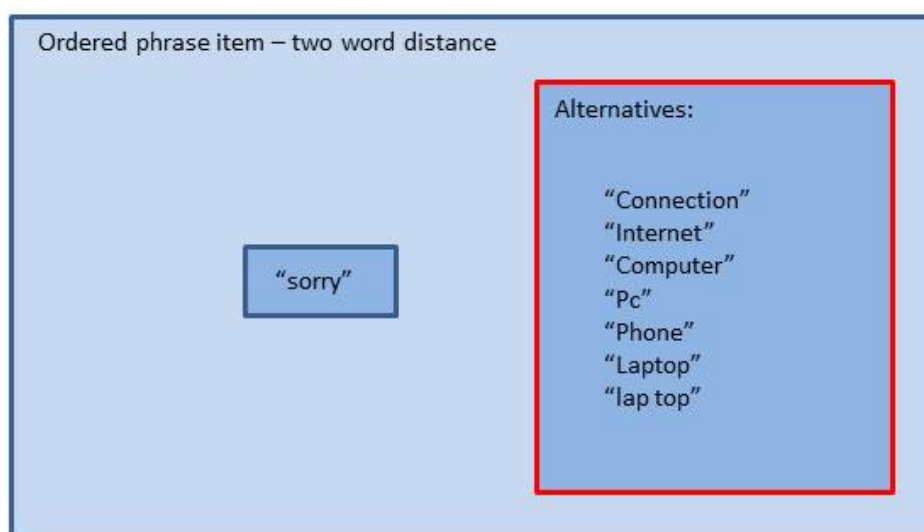 Ordered phrase item – two word distance
Alternatives:
“sorry”
“Connection”
“Internet”
“Computer”
“Pc”
“Phone”
“Laptop”
“lap top”